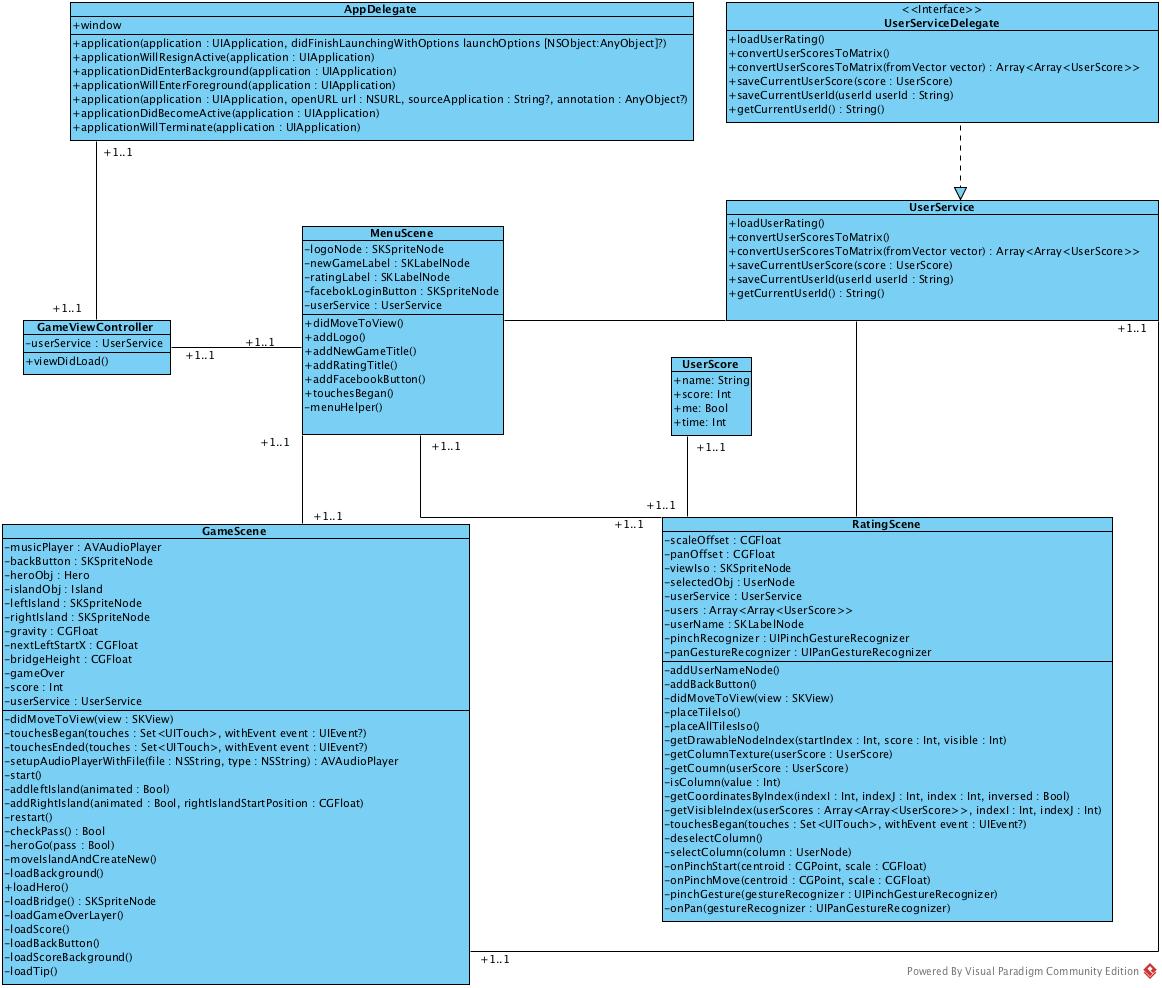 AppDelegate
+window
+application(application : UIApplication, didFinishLaunchingWithOptions launchOptions [NSObject:AnyObject]?)
+applicationWillResignActive(application : UIApplication)
+applicationDidEnterBackground(application : UIApplication)
+applicationWillEnterForeground(application : UIApplication)
+application(application : UIApplication, openURL url : NSURL, sourceApplication : String?, annotation : AnyObject?)
+applicationDidBecomeActive(application : UIApplication)
+applicationWillTerminate(application : UIApplication)
<<Interface>>
UserServiceDelegate
+loadUserRating()
+convertUserScoresToMatrix()
+convertUserScoresToMatrix(fromVector vector) : Array<Array<UserScore>>
+saveCurrentUserScore(score : UserScore)
+saveCurrentUserId(userId userId : String)
+getCurrentUserId() : String()
+1..1
UserService
+loadUserRating()
+convertUserScoresToMatrix()
+convertUserScoresToMatrix(fromVector vector) : Array<Array<UserScore>>
+saveCurrentUserScore(score : UserScore)
+saveCurrentUserId(userId userId : String)
+getCurrentUserId() : String()
+1..1
MenuScene
-logoNode : SKSpriteNode
-newGameLabel : SKLabelNode
-ratingLabel : SKLabelNode
-facebokLoginButton : SKSpriteNode
-userService : UserService
+didMoveToView()
+addLogo()
+addNewGameTitle()
+addRatingTitle()
+addFacebookButton()
+touchesBegan()
-menuHelper()
+1..1
GameViewController
-userService : UserService
+viewDidLoad()
+1..1
+1..1
UserScore
+name: String
+score: Int
+me: Bool
+time: Int
+1..1
+1..1
+1..1
+1..1
+1..1
+1..1
GameScene
-musicPlayer : AVAudioPlayer
-backButton : SKSpriteNode
-heroObj : Hero
-islandObj : Island
-leftIsland : SKSpriteNode
-rightIsland : SKSpriteNode
-gravity : CGFloat
-nextLeftStartX : CGFloat
-bridgeHeight : CGFloat
-gameOver
-score : Int
-userService : UserService
-didMoveToView(view : SKView)
-touchesBegan(touches : Set<UITouch>, withEvent event : UIEvent?)
-touchesEnded(touches : Set<UITouch>, withEvent event : UIEvent?)
-setupAudioPlayerWithFile(file : NSString, type : NSString) : AVAudioPlayer
-start()
-addleftIsland(animated : Bool)
-addRightIsland(animated : Bool, rightIslandStartPosition : CGFloat)
-restart()
-checkPass() : Bool
-heroGo(pass : Bool)
-moveIslandAndCreateNew()
-loadBackground()
+loadHero()
-loadBridge() : SKSpriteNode
-loadGameOverLayer()
-loadScore()
-loadBackButton()
-loadScoreBackground()
-loadTip()
RatingScene
-scaleOffset : CGFloat
-panOffset : CGFloat
-viewIso : SKSpriteNode
-selectedObj : UserNode
-userService : UserService
-users : Array<Array<UserScore>>
-userName : SKLabelNode
-pinchRecognizer : UIPinchGestureRecognizer
-panGestureRecognizer : UIPanGestureRecognizer
-addUserNameNode()
-addBackButton()
-didMoveToView(view : SKView)
-placeTileIso()
-placeAllTilesIso()
-getDrawableNodeIndex(startIndex : Int, score : Int, visible : Int)
-getColumnTexture(userScore : UserScore)
-getCoumn(userScore : UserScore)
-isColumn(value : Int)
-getCoordinatesByIndex(indexI : Int, indexJ : Int, index : Int, inversed : Bool)
-getVisibleIndex(userScores : Array<Array<UserScore>>, indexI : Int, indexJ : Int)
-touchesBegan(touches : Set<UITouch>, withEvent event : UIEvent?)
-deselectColumn()
-selectColumn(column : UserNode)
-onPinchStart(centroid : CGPoint, scale : CGFloat)
-onPinchMove(centroid : CGPoint, scale : CGFloat)
-pinchGesture(gestureRecognizer : UIPinchGestureRecognizer)
-onPan(gestureRecognizer : UIPanGestureRecognizer)
+1..1
Powered By Visual Paradigm Community Edition